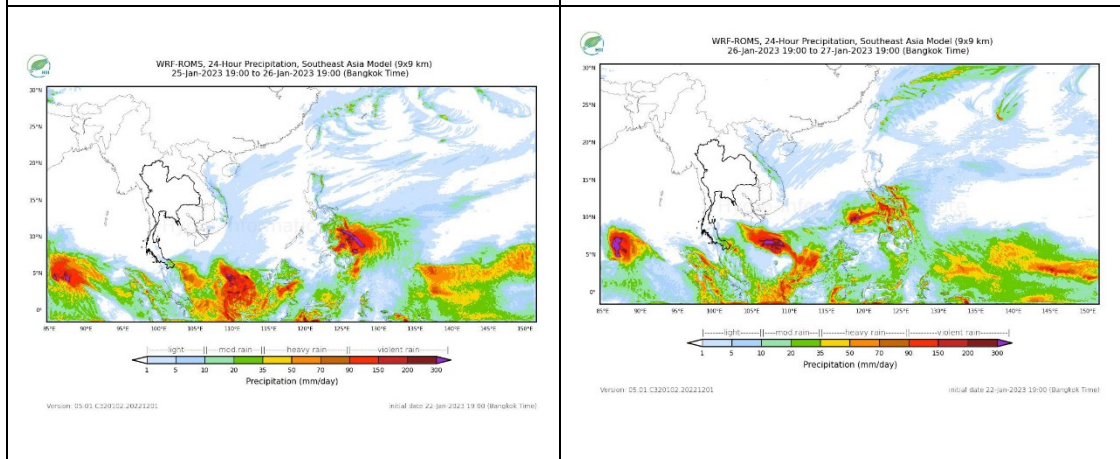 WRF-ROMS, 24-Hour Precipitation, Southeast Asia Model (9x9 km)
25-Jan-2023 19:00 to 26-Jan-2023 19:00 (Bangkok Time)
30°N
25°N
20°N
15°N
10°N
5°N
0°
85°E 90°E 95°E 100°E 105°E 110°E 115°E 120°E 125°E 130°E 135°E 140°E 145°E 150°E
light mod.rain heavy rain violent rain
1 5 10 20 35 50 70 90 150 200 300
Precipitation (mm/day)
Version: 05.01.C320102.20221201
initial date 22-Jan-2023 19:00 (Bangkok Time)
WRF-ROMS, 24-Hour Precipitation, Southeast Asia Model (9x9 km)
26-Jan-2023 19:00 to 27-Jan-2023 19:00 (Bangkok Time)
30°N
25°N
20°N
15°N
10°N
5°N
0°
85°E 90°E 95°E 100°E 105°E 110°E 115°E 120°E 125°E 130°E 135°E 140°E 145°E 150°E
light mod.rain heavy rain violent rain
1 5 10 20 35 50 70 90 150 200 300
Precipitation (mm/day)
Version: 05.01.C320102.20221201
initial date 22-Jan-2023 19:00 (Bangkok Time)